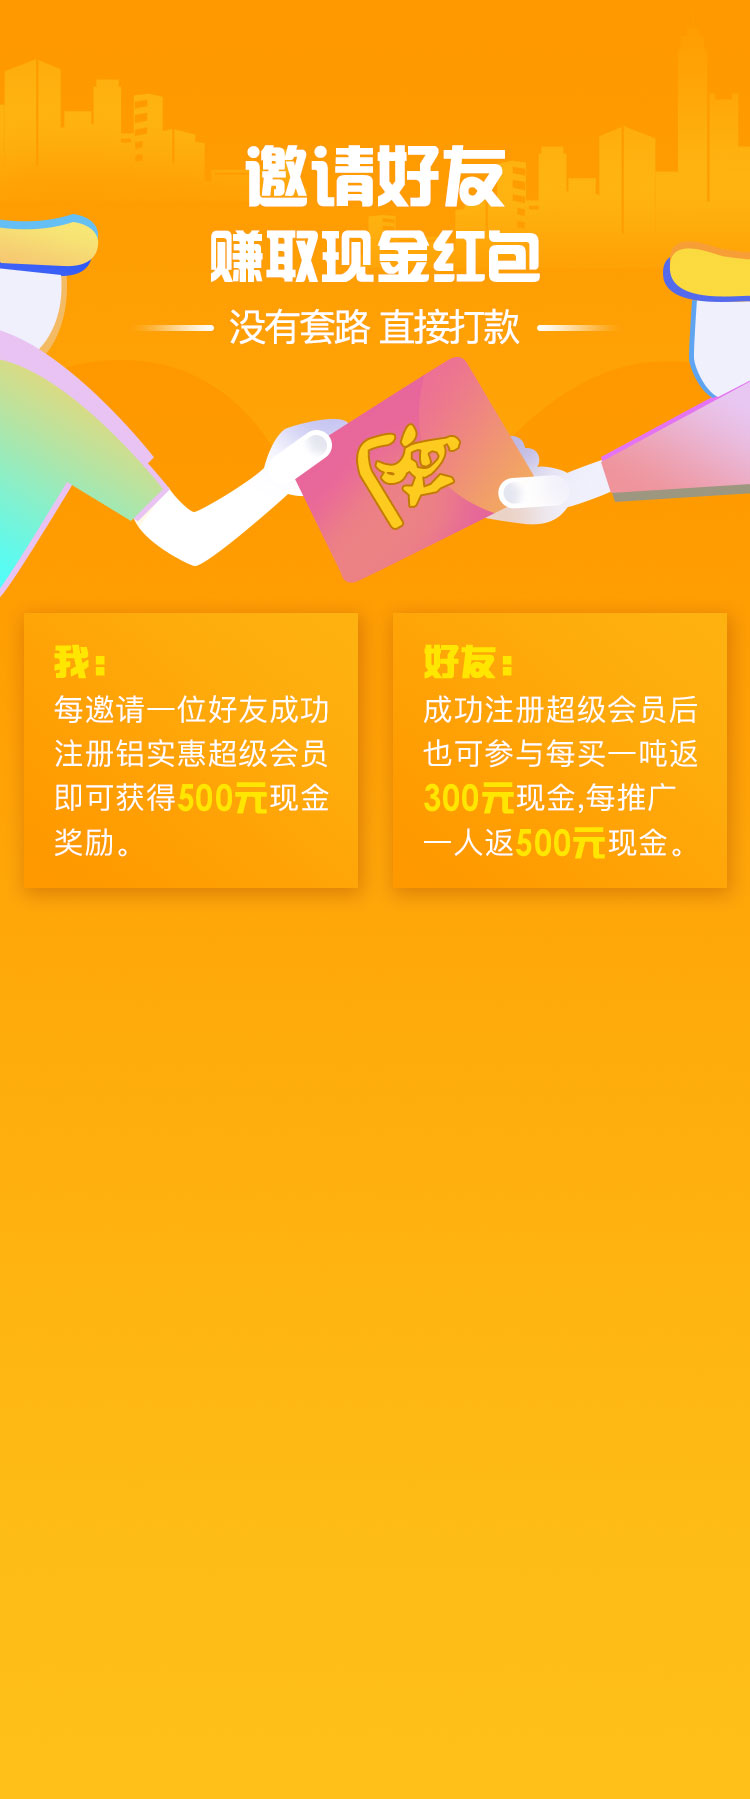 邀请好友
赚取现金红包
没有套路 直接打款
我：
每邀请一位好友成功
注册铝实惠超级会员
即可获得500元现金
奖励。
好友：
成功注册超级会员后
也可参与每买一吨返
300元现金,每推广
一人返500元现金。